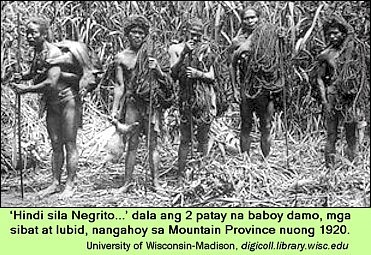 ‘Hindi sila Negrito...’ dala ang 2 patay na baboy damo, mga
sibat at lubid, nangahoy sa Mountain Province nuong 1920.
University of Wisconsin-Madison, digicoll.library.wisc.edu